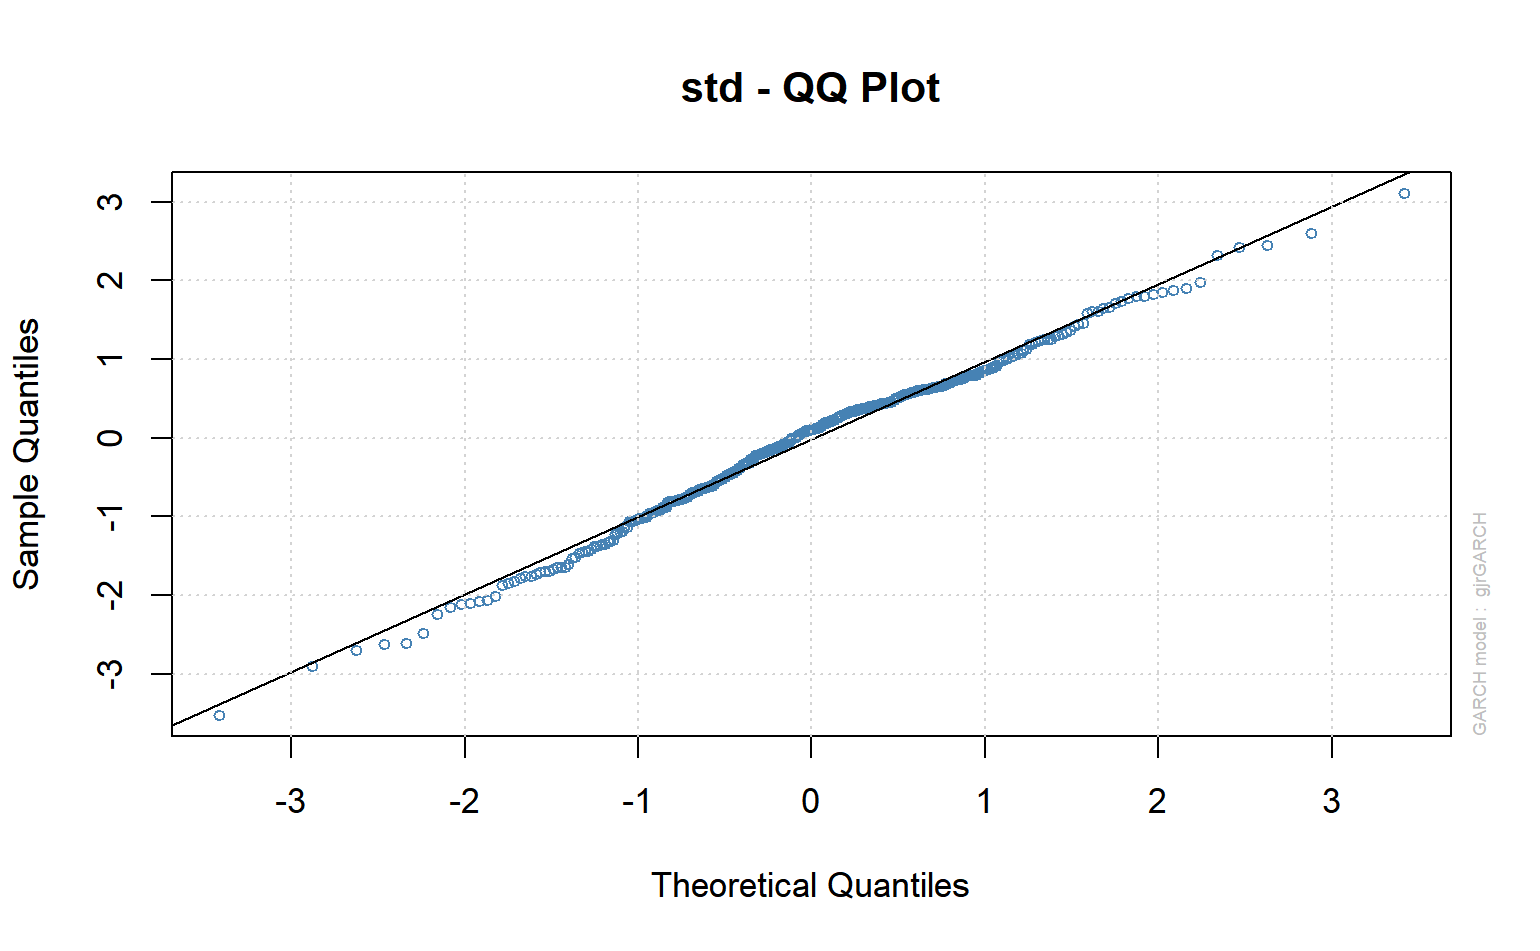 std - QQ Plot
3
2
1
0
-1
-2
-3
Sample Quantiles
-3 -2 -1 0 1 2 3
Theoretical Quantiles
GARCH model : gjrGARCH